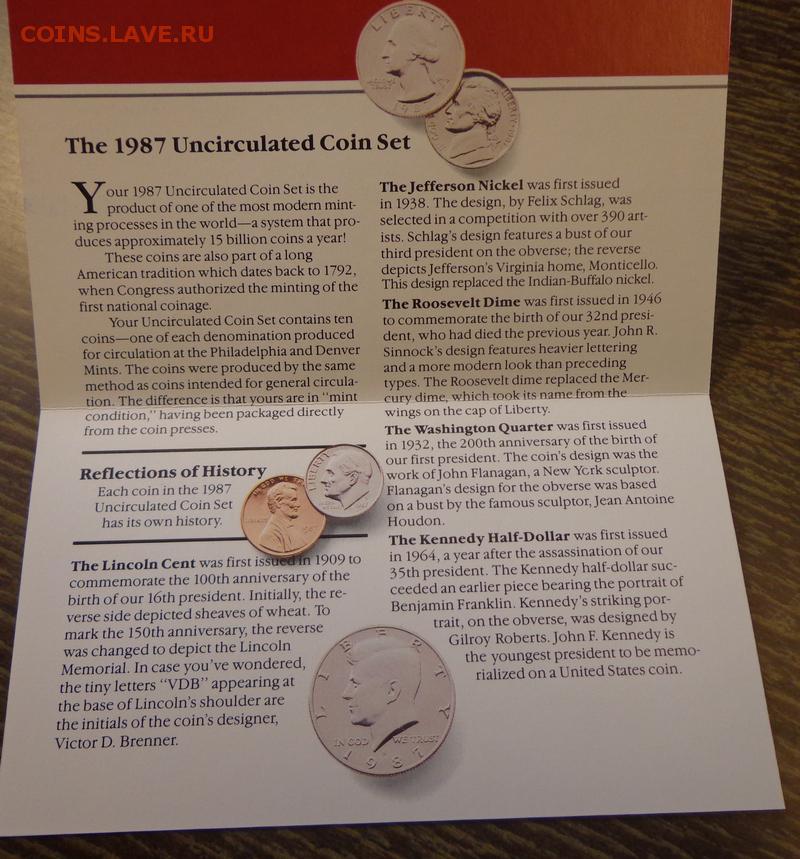 COINS.LAVE.RU
LIBERTY
The 1987 Uncirculated Coin Set
Your 1987 Uncirculated Coin Set is the
product of one of the most modern mint-
ing processes in the world—a system that pro-
duces approximately 15 billion coins a year!
These coins are also part of a long
American tradition which dates back to 1792,
when Congress authorized the minting of the
first national coinage.
Your Uncirculated Coin Set contains ten
coins—one of each denomination produced
for circulation at the Philadelphia and Denver
Mints. The coins were produced by the same
method as coins intended for general circula-
tion. The difference is that yours are in "mint
condition," having been packaged directly
from the coin presses.
Reflections of History
Each coin in the 1987
Uncirculated Coin Set
has its own history.
LIBERTY
The Lincoln Cent was first issued in 1909 to
commemorate the 100th anniversary of the
birth of our 16th president. Initially, the re-
verse side depicted sheaves of wheat. To
mark the 150th anniversary, the reverse
was changed to depict the Lincoln
Memorial. In case you've wondered,
the tiny letters "VDB" appearing at
the base of Lincoln's shoulder are
the initials of the coin's designer,
Victor D. Brenner.
The Jefferson Nickel was first issued
in 1938. The design, by Felix Schlag, was
selected in a competition with over 390 art-
ists. Schlag's design features a bust of our
third president on the obverse; the reverse
depicts Jefferson's Virginia home, Monticello.
This design replaced the Indian-Buffalo nickel.
The Roosevelt Dime was first issued in 1946
to commemorate the birth of our 32nd presi-
dent, who had died the previous year. John R.
Sinnock's design features heavier lettering
and a more modern look than preceding
types. The Roosevelt dime replaced the Mer-
cury dime, which took its name from the
wings on the cap of Liberty.
The Washington Quarter was first issued
in 1932, the 200th anniversary of the birth of
our first president. The coin's design was the
work of John Flanagan, a New York sculptor.
Flanagan's design for the obverse was based
on a bust by the famous sculptor, Jean Antoine
Houdon.
The Kennedy Half-Dollar was first issued
in 1964, a year after the assassination of our
35th president. The Kennedy half-dollar suc-
ceeded an earlier piece bearing the portrait of
Benjamin Franklin. Kennedy's striking por-
trait, on the obverse, was designed by
Gilroy Roberts. John F. Kennedy is
the youngest president to be memo-
rialized on a United States coin.
LIBERTY
IN GOD WE TRUST
1987